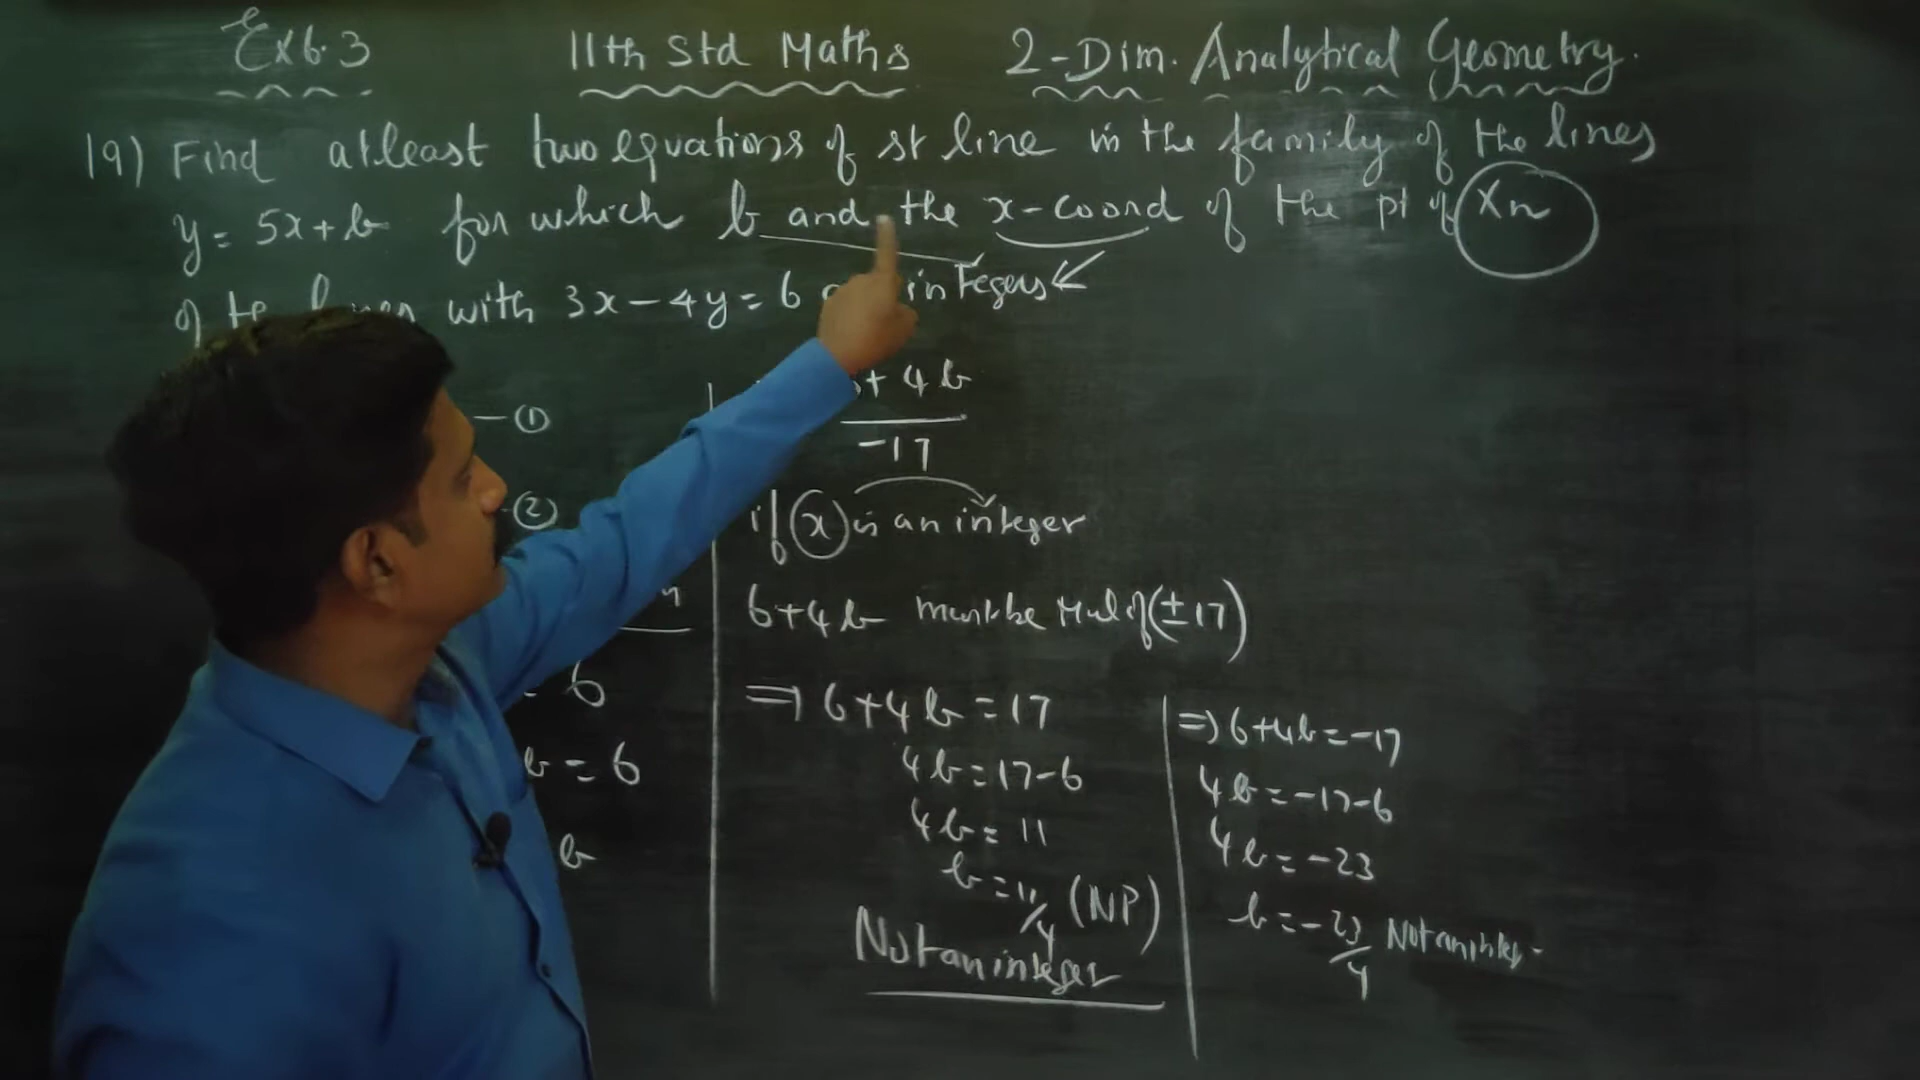 Ex 6.3 11th Std Maths 2-Dim. Analytical Geometry.
19) Find atleast two equations of st line in the family of the lines
y = 5x + b for which b and the x-coord of the pt of Xn
of with 3x - 4y = 6 integers
- ①
②
= 6
b = 6
b
+ 4b
-17
if x is an integer
6+4b must be Mul of (± 17)
⇒ 6+4b = 17
4b = 17-6
4b = 11
b = 11/4 (NP)
Not an integer
⇒ 6+4b = -17
4b = -17-6
4b = -23
b = -23/4 Not an integer